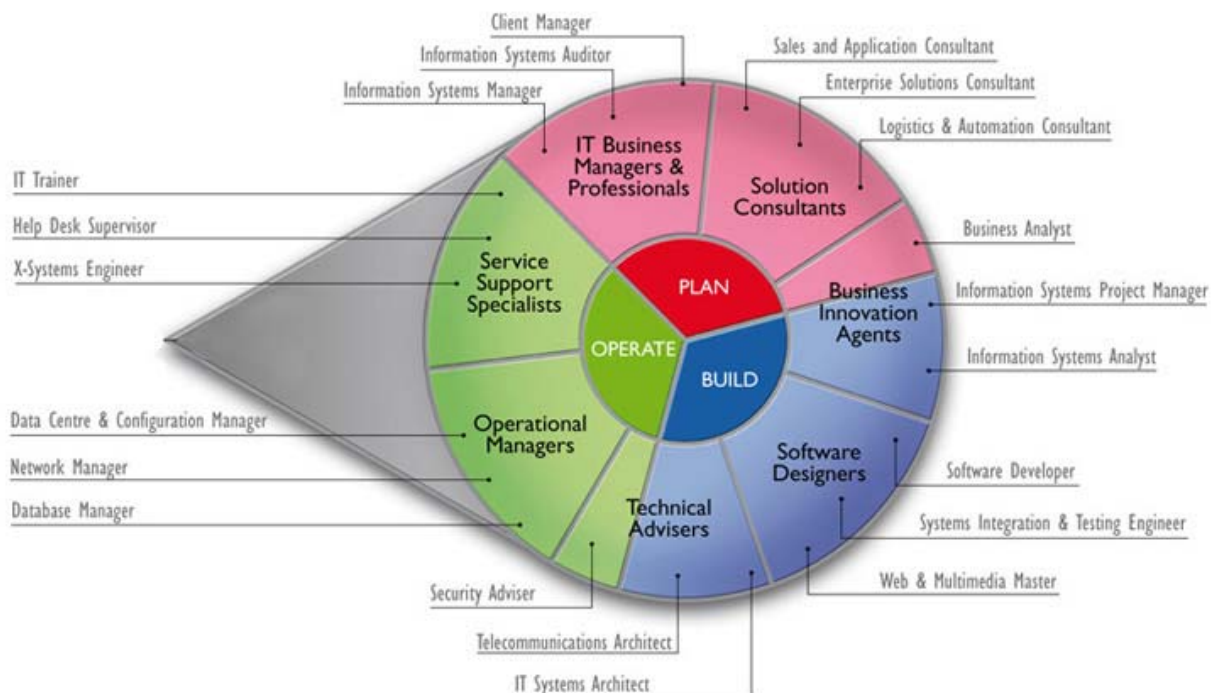 Client Manager
Information Systems Auditor
Information Systems Manager
Sales and Application Consultant
Enterprise Solutions Consultant
Logistics & Automation Consultant
Business Analyst
Information Systems Project Manager
Information Systems Analyst
Software Developer
Systems Integration & Testing Engineer
Web & Multimedia Master
IT Systems Architect
Telecommunications Architect
Security Adviser
Database Manager
Network Manager
Data Centre & Configuration Manager
X-Systems Engineer
Help Desk Supervisor
IT Trainer
IT Business
Managers &
Professionals
Solution
Consultants
Business
Innovation
Agents
Software
Designers
Technical
Advisers
Operational
Managers
Service
Support
Specialists
PLAN
BUILD
OPERATE